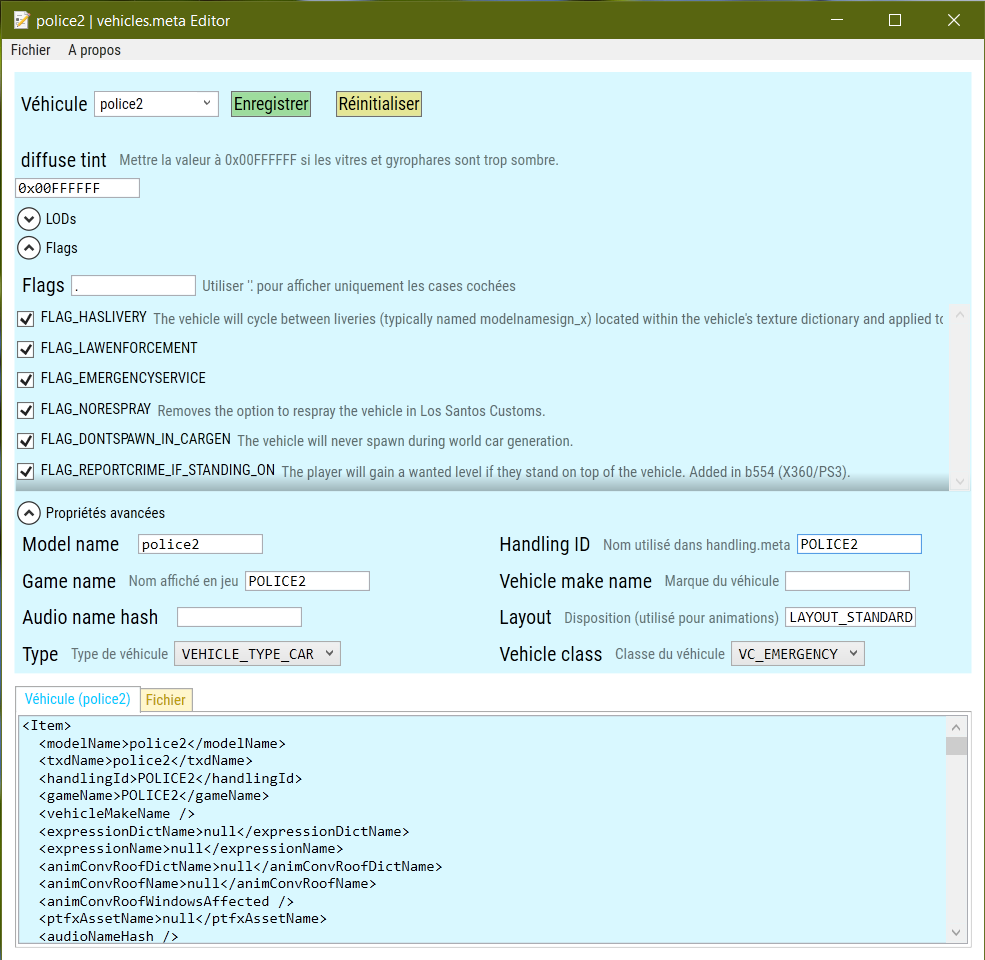 police2 | vehicles.meta Editor
Fichier A propos
Véhicule police2 Enregistrer Réinitialiser
diffuse tint Mettre la valeur à 0x00FFFFFF si les vitres et gyrophares sont trop sombre.
0x00FFFFFF
LODs
Flags
Flags . Utiliser '.' pour afficher uniquement les cases cochées
FLAG_HASLIVERY The vehicle will cycle between liveries (typically named modelnamesign_x) located within the vehicle's texture dictionary and applied to
FLAG_LAWENFORCEMENT
FLAG_EMERGENCYSERVICE
FLAG_NORESPRAY Removes the option to respray the vehicle in Los Santos Customs.
FLAG_DONTSPAWN_IN_CARGEN The vehicle will never spawn during world car generation.
FLAG_REPORTCRIME_IF_STANDING_ON The player will gain a wanted level if they stand on top of the vehicle. Added in b554 (X360/PS3).
Propriétés avancées
Model name police2 Handling ID Nom utilisé dans handling.meta POLICE2
Game name Nom affiché en jeu POLICE2 Vehicle make name Marque du véhicule
Audio name hash Layout Disposition (utilisé pour animations) LAYOUT_STANDARD
Type Type de véhicule VEHICLE_TYPE_CAR Vehicle class Classe du véhicule VC_EMERGENCY
Véhicule (police2) Fichier
<Item>
<modelName>police2</modelName>
<txdName>police2</txdName>
<handlingId>POLICE2</handlingId>
<gameName>POLICE2</gameName>
<vehicleMakeName />
<expressionDictName>null</expressionDictName>
<expressionName>null</expressionName>
<animConvRoofDictName>null</animConvRoofDictName>
<animConvRoofName>null</animConvRoofName>
<animConvRoofWindowsAffected />
<ptfxAssetName>null</ptfxAssetName>
<audioNameHash />